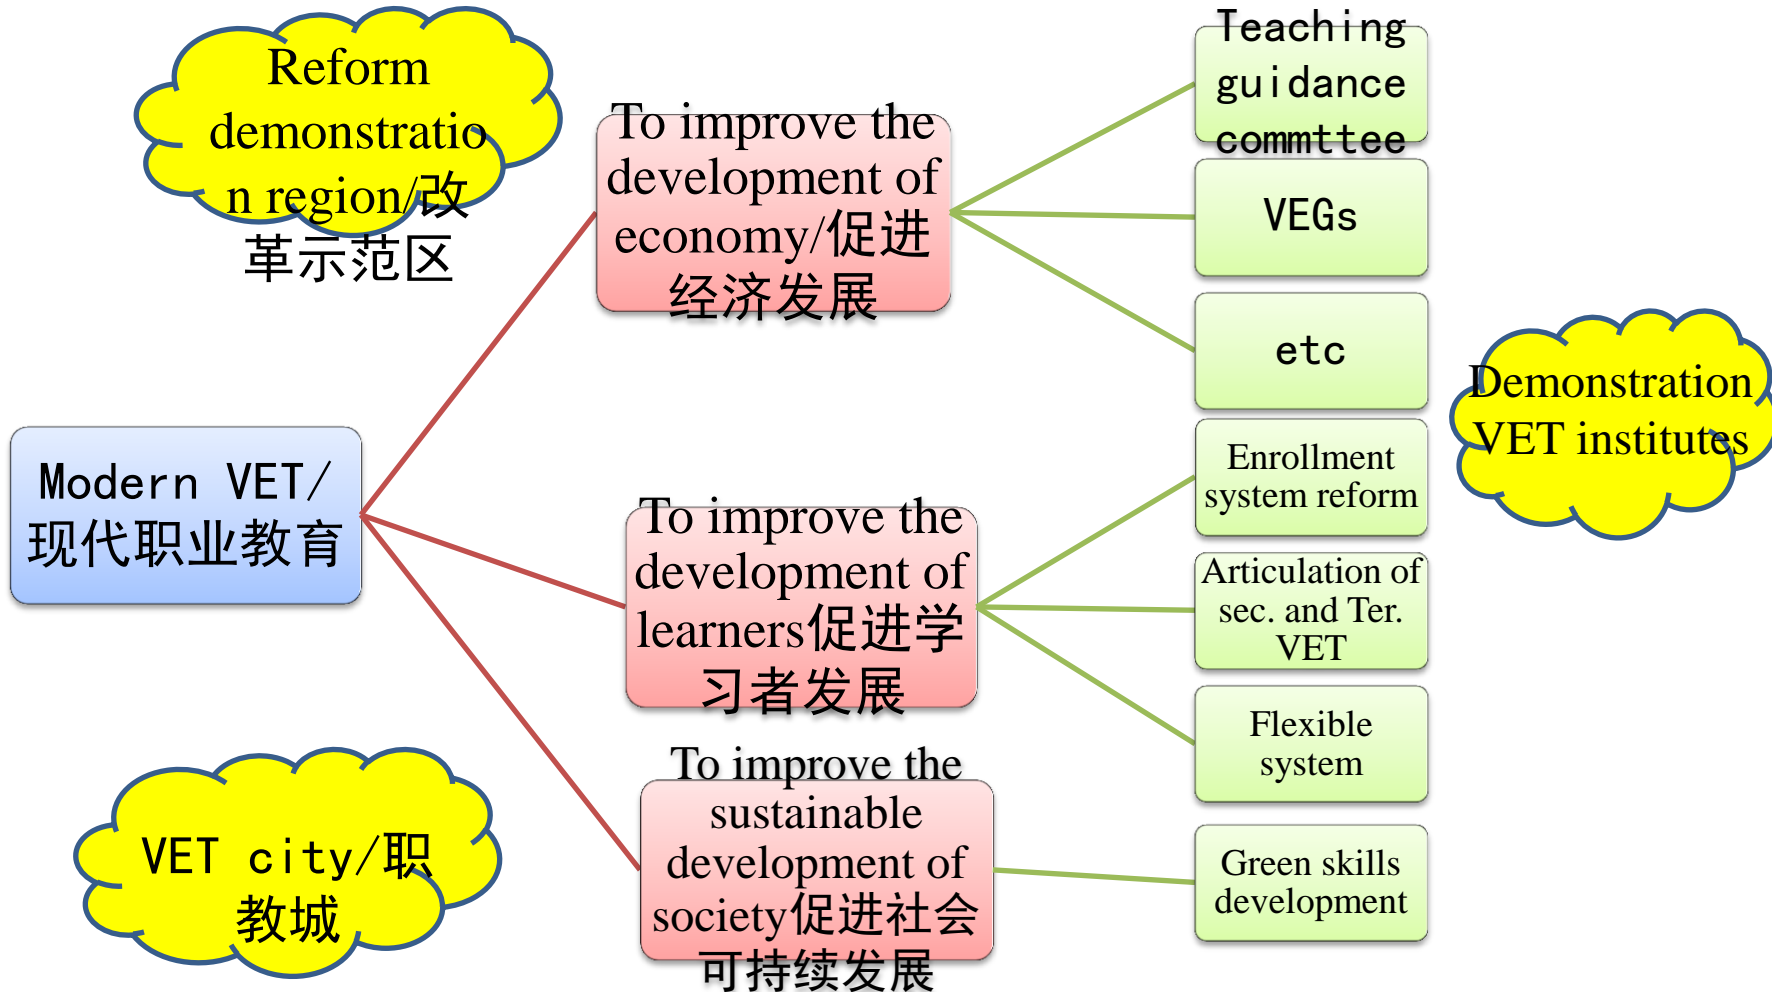 Reform
demonstratio
n region/改
革示范区
Modern VET/
现代职业教育
VET city/职
教城
To improve the
development of
economy/促进
经济发展
To improve the
development of
learners促进学
习者发展
To improve the
sustainable
development of
society促进社会
可持续发展
Teaching
guidance
commttee
VEGs
etc
Enrollment
system reform
Articulation of
sec. and Ter.
VET
Flexible
system
Green skills
development
Demonstration
VET institutes